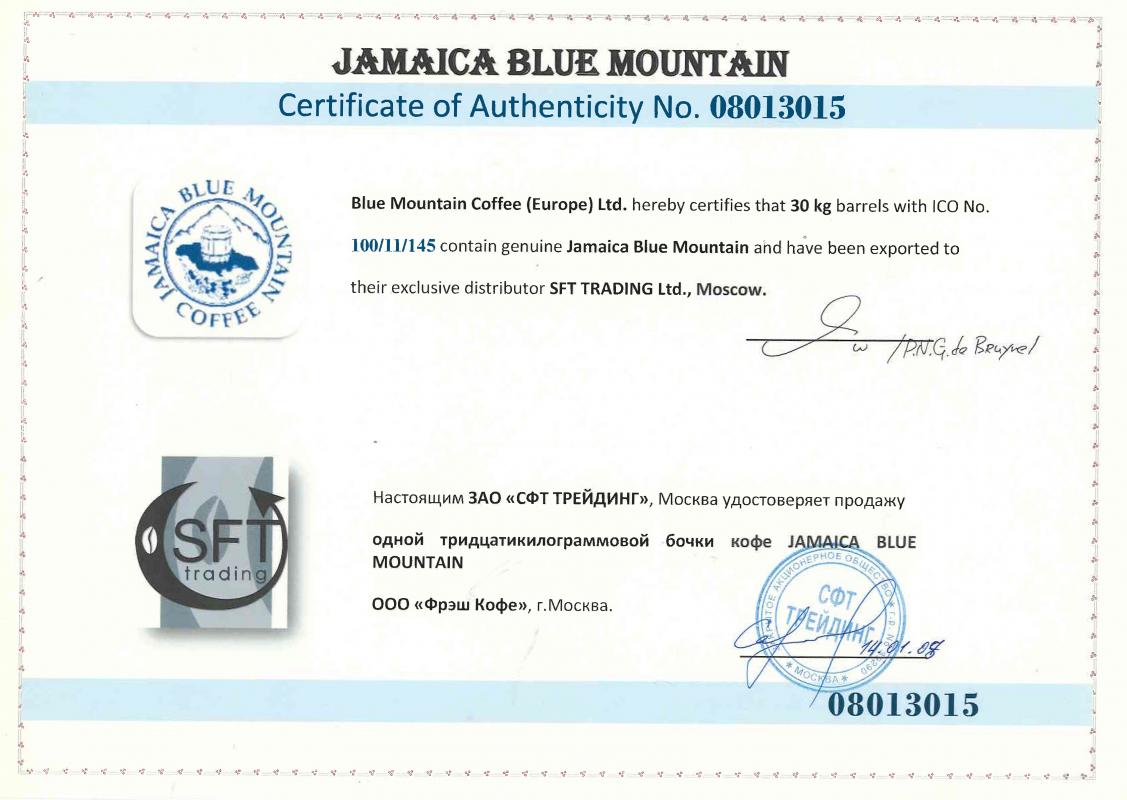 JAMAICA BLUE MOUNTAIN
Certificate of Authenticity No. 08013015
JAMAICA BLUE MOUNTAIN COFFEE
Blue Mountain Coffee (Europe) Ltd. hereby certifies that 30 kg barrels with ICO No.
100/11/145 contain genuine Jamaica Blue Mountain and have been exported to
their exclusive distributor SFT TRADING Ltd., Moscow.
P.N.G. de Bruynel
SFT
trading
Настоящим ЗАО «СФТ ТРЕЙДИНГ», Москва удостоверяет продажу
одной тридцатикилограммовой бочки кофе JAMAICA BLUE
MOUNTAIN
ООО «Фрэш Кофе», г.Москва.
АКЦИОНЕРНОЕ ОБЩЕСТВО
СФТ
ТРЕЙДИНГ
* МОСКВА *
14.01.08
08013015